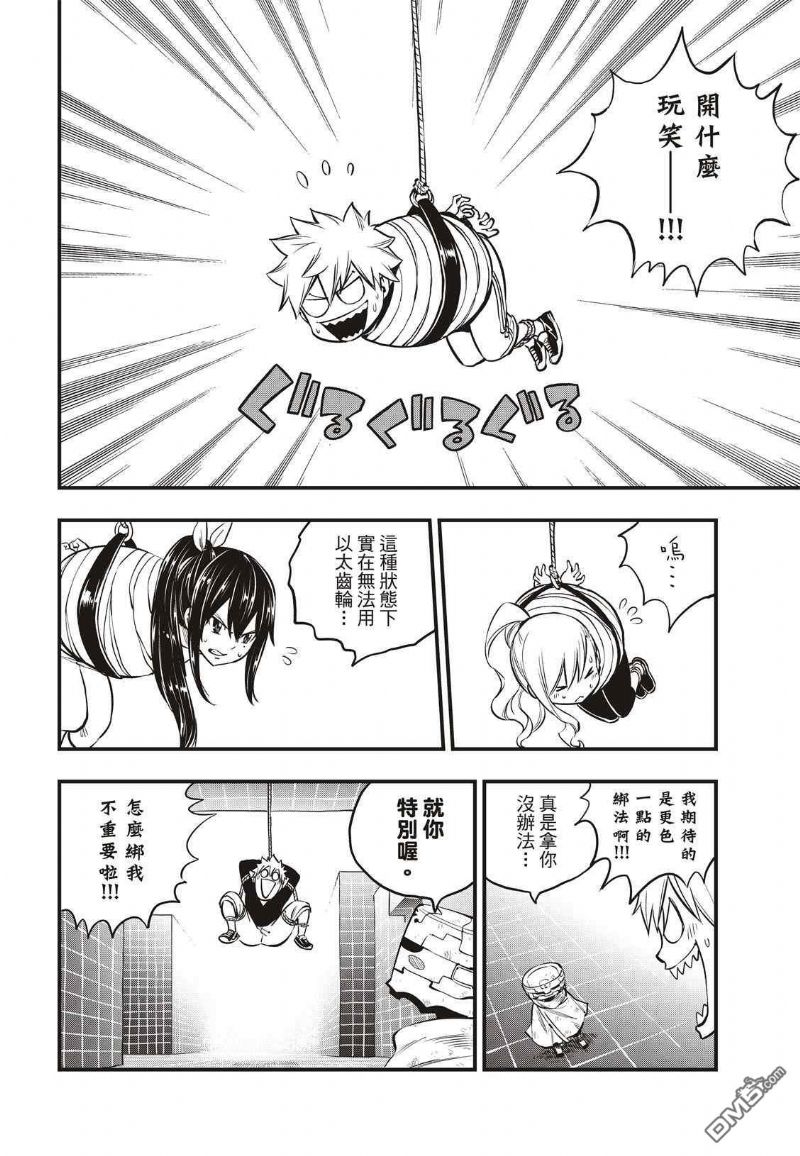 開什麼
玩笑──!!!
ぐるぐるぐる
嗚…
這種狀態下
實在無法用
以太齒輪…
我期待的
是更色
一點的
綁法啊!!!
真是拿你
沒辦法…
就你
特別喔。
怎麼綁我
不重要啦!!!
DM5.com